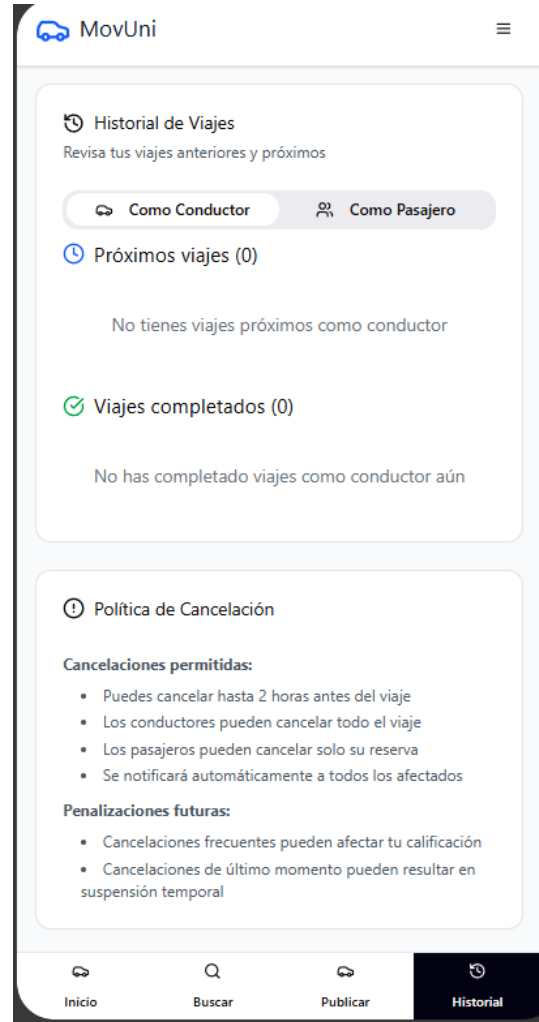 MovUni
Historial de Viajes
Revisa tus viajes anteriores y próximos
Como Conductor
Como Pasajero
Próximos viajes (0)
No tienes viajes próximos como conductor
Viajes completados (0)
No has completado viajes como conductor aún
Política de Cancelación
Cancelaciones permitidas:
• Puedes cancelar hasta 2 horas antes del viaje
• Los conductores pueden cancelar todo el viaje
• Los pasajeros pueden cancelar solo su reserva
• Se notificará automáticamente a todos los afectados
Penalizaciones futuras:
• Cancelaciones frecuentes pueden afectar tu calificación
• Cancelaciones de último momento pueden resultar en
suspensión temporal
Inicio
Buscar
Publicar
Historial